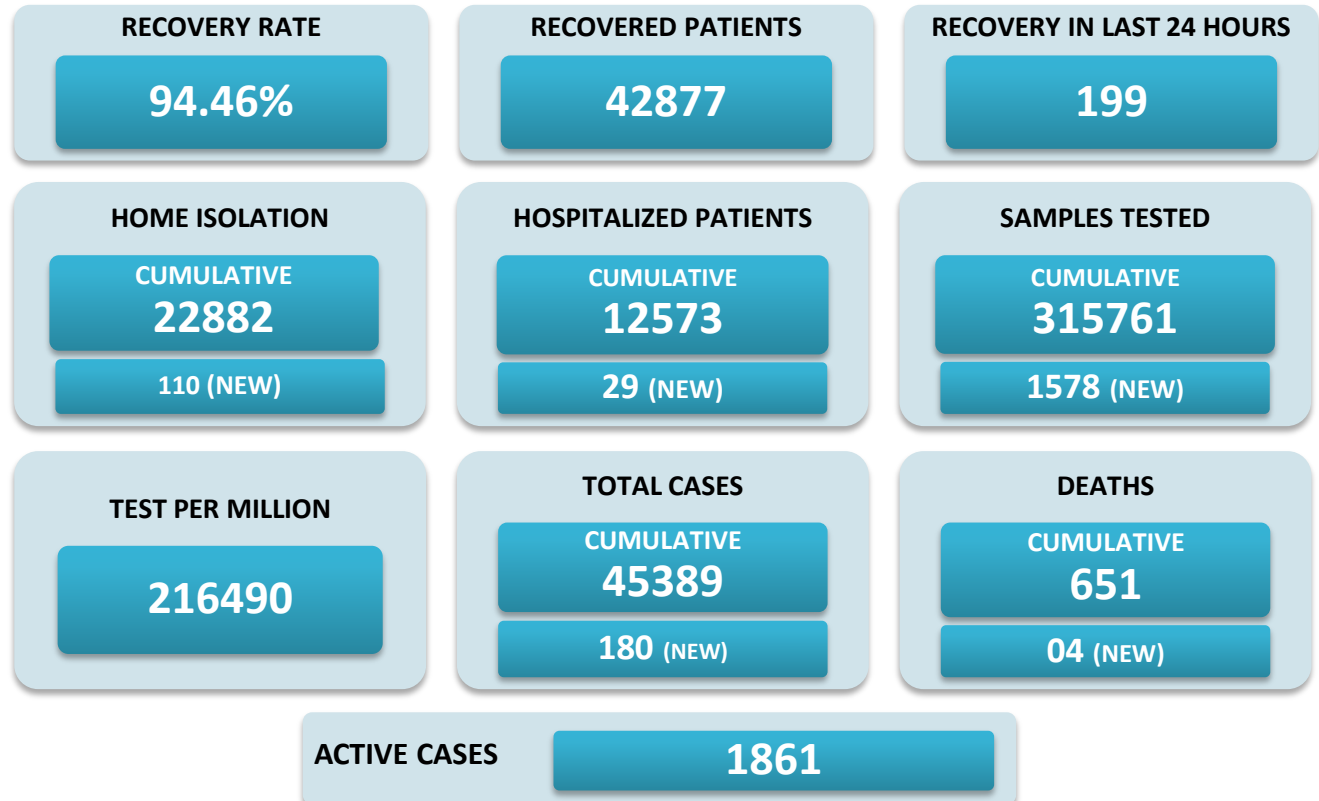 RECOVERY RATE
94.46%
RECOVERED PATIENTS
42877
RECOVERY IN LAST 24 HOURS
199
HOME ISOLATION
CUMULATIVE
22882
110 (NEW)
HOSPITALIZED PATIENTS
CUMULATIVE
12573
29 (NEW)
SAMPLES TESTED
CUMULATIVE
315761
1578 (NEW)
TEST PER MILLION
216490
TOTAL CASES
CUMULATIVE
45389
180 (NEW)
DEATHS
CUMULATIVE
651
04 (NEW)
ACTIVE CASES
1861